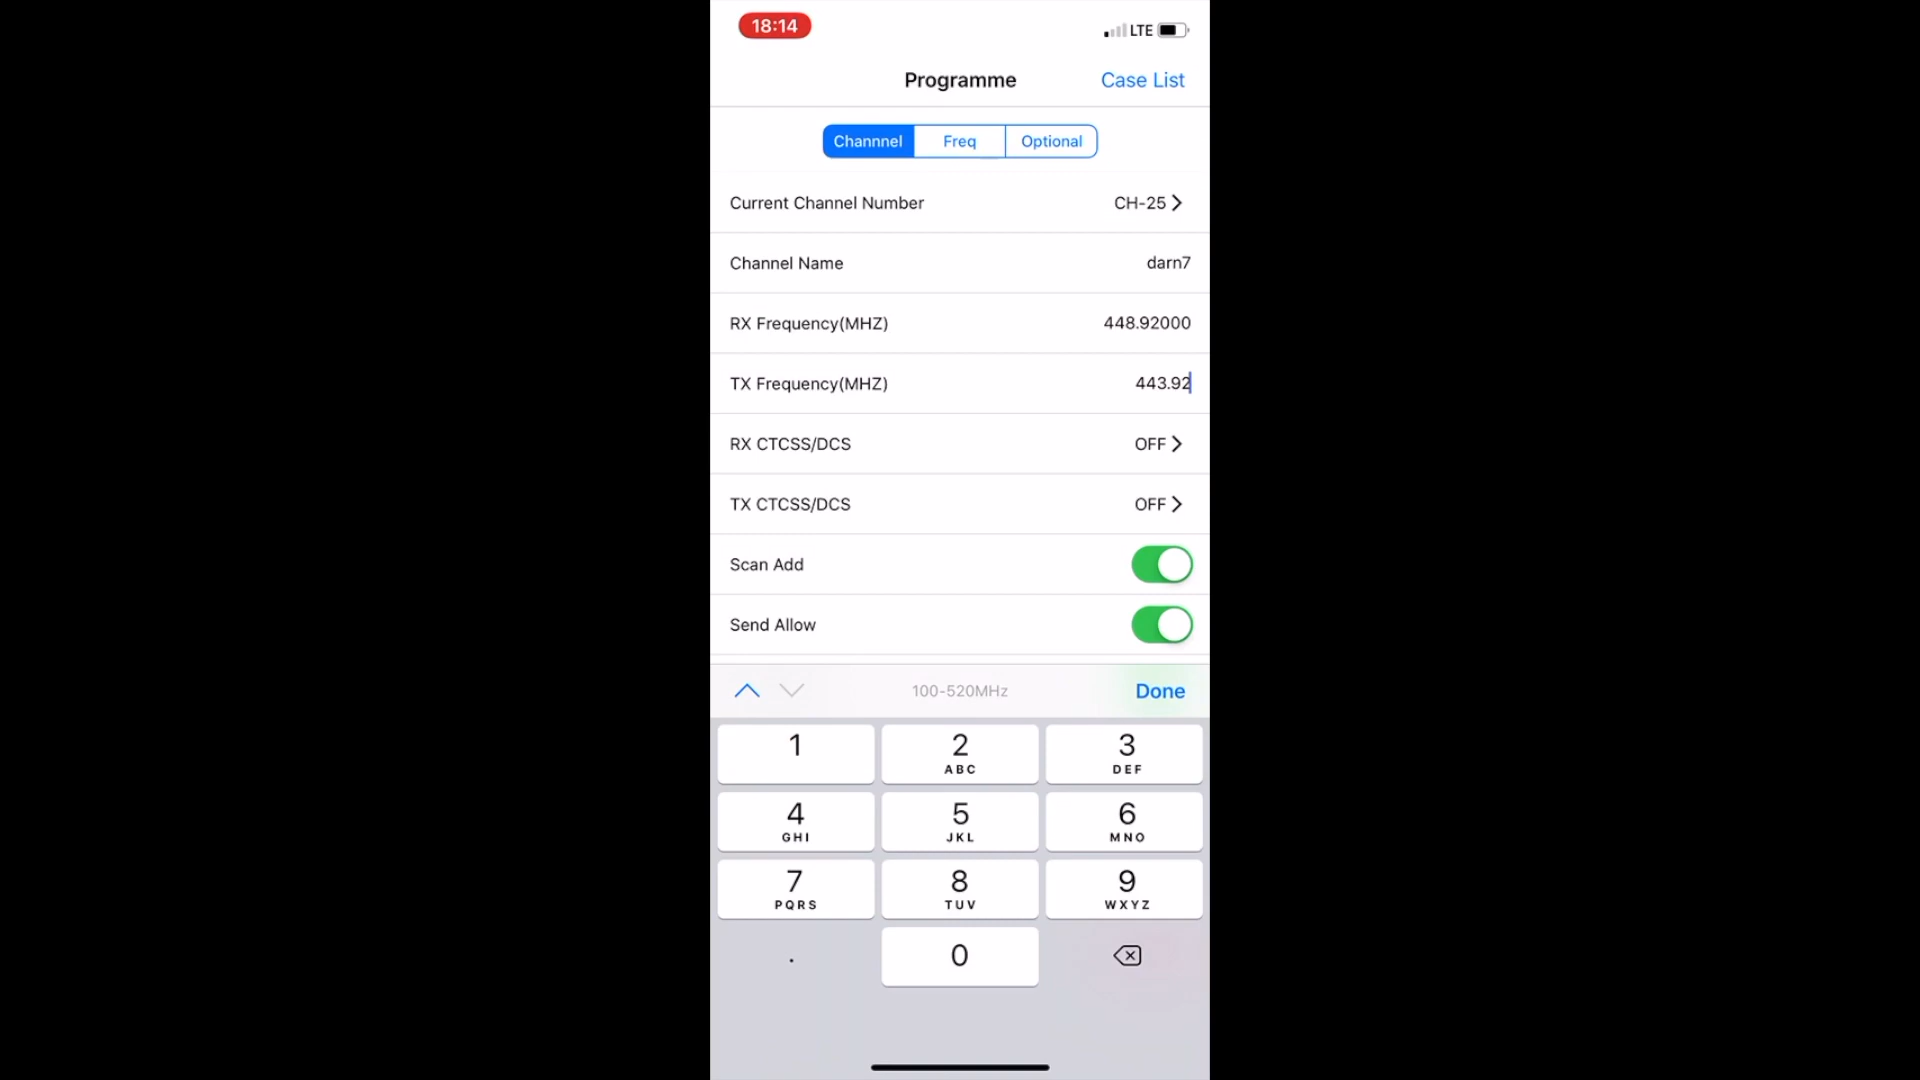 18:14 LTE
Programme Case List
Channnel Freq Optional
Current Channel Number CH-25
Channel Name darn7
RX Frequency(MHZ) 448.92000
TX Frequency(MHZ) 443.92
RX CTCSS/DCS OFF
TX CTCSS/DCS OFF
Scan Add
Send Allow
100-520MHz Done
1 2 3
ABC DEF
4 5 6
GHI JKL MNO
7 8 9
PQRS TUV WXYZ
. 0